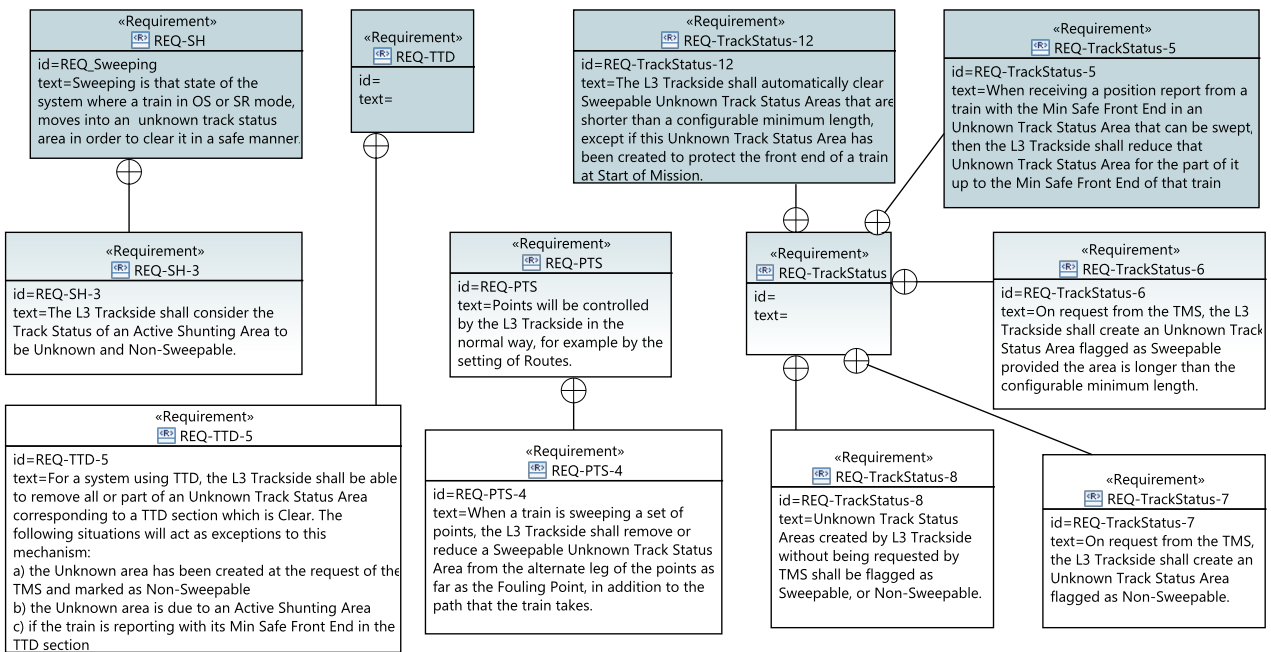 «Requirement»
REQ-SH
id=REQ_Sweeping
text=Sweeping is that state of the
system where a train in OS or SR mode,
moves into an unknown track status
area in order to clear it in a safe manner.
«Requirement»
REQ-TTD
id=
text=
«Requirement»
REQ-TrackStatus-12
id=REQ-TrackStatus-12
text=The L3 Trackside shall automatically clear
Sweepable Unknown Track Status Areas that are
shorter than a configurable minimum length,
except if this Unknown Track Status Area has
been created to protect the front end of a train
at Start of Mission.
«Requirement»
REQ-TrackStatus-5
id=REQ-TrackStatus-5
text=When receiving a position report from a
train with the Min Safe Front End in an
Unknown Track Status Area that can be swept,
then the L3 Trackside shall reduce that
Unknown Track Status Area for the part of it
up to the Min Safe Front End of that train
«Requirement»
REQ-SH-3
id=REQ-SH-3
text=The L3 Trackside shall consider the
Track Status of an Active Shunting Area to
be Unknown and Non-Sweepable.
«Requirement»
REQ-PTS
id=REQ-PTS
text=Points will be controlled
by the L3 Trackside in the
normal way, for example by the
setting of Routes.
«Requirement»
REQ-TrackStatus
id=
text=
«Requirement»
REQ-TrackStatus-6
id=REQ-TrackStatus-6
text=On request from the TMS, the L3
Trackside shall create an Unknown Track
Status Area flagged as Sweepable
provided the area is longer than the
configurable minimum length.
«Requirement»
REQ-TTD-5
id=REQ-TTD-5
text=For a system using TTD, the L3 Trackside shall be able
to remove all or part of an Unknown Track Status Area
corresponding to a TTD section which is Clear. The
following situations will act as exceptions to this
mechanism:
a) the Unknown area has been created at the request of the
TMS and marked as Non-Sweepable
b) the Unknown area is due to an Active Shunting Area
c) if the train is reporting with its Min Safe Front End in the
TTD section
«Requirement»
REQ-PTS-4
id=REQ-PTS-4
text=When a train is sweeping a set of
points, the L3 Trackside shall remove or
reduce a Sweepable Unknown Track Status
Area from the alternate leg of the points as
far as the Fouling Point, in addition to the
path that the train takes.
«Requirement»
REQ-TrackStatus-8
id=REQ-TrackStatus-8
text=Unknown Track Status
Areas created by L3 Trackside
without being requested by
TMS shall be flagged as
Sweepable, or Non-Sweepable.
«Requirement»
REQ-TrackStatus-7
id=REQ-TrackStatus-7
text=On request from the TMS,
the L3 Trackside shall create an
Unknown Track Status Area
flagged as Non-Sweepable.